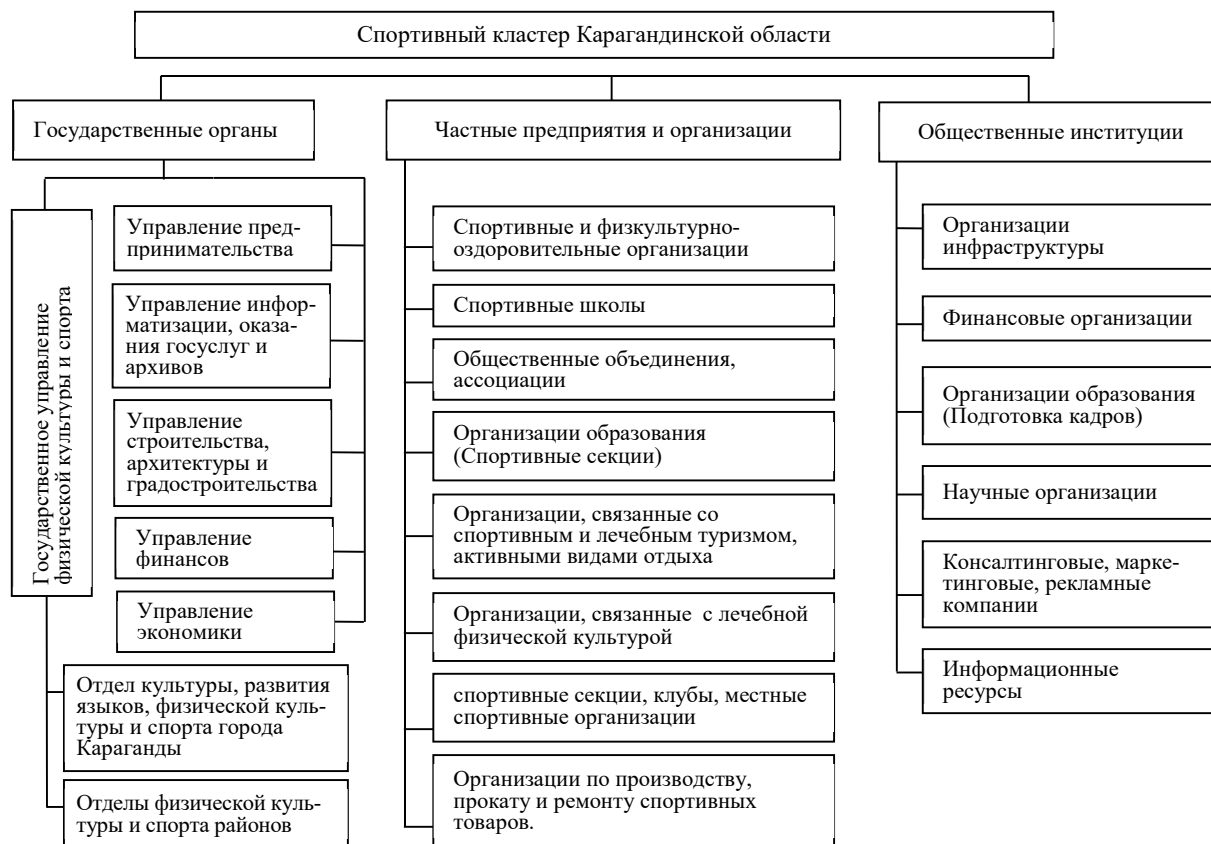 Спортивный кластер Карагандинской области
Государственные органы
Частные предприятия и организации
Общественные институции
Государственное управление
физической культуры и спорта
Управление пред-
принимательства
Управление инфор-
матизации, оказа-
ния госуслуг и
архивов
Управление
строительства,
архитектуры и
градостроительства
Управление
финансов
Управление
экономики
Отдел культуры, развития
языков, физической куль-
туры и спорта города
Караганды
Отделы физической куль-
туры и спорта районов
Спортивные и физкультурно-
оздоровительные организации
Спортивные школы
Общественные объединения,
ассоциации
Организации образования
(Спортивные секции)
Организации, связанные со
спортивным и лечебным туризмом,
активными видами отдыха
Организации, связанные с лечебной
физической культурой
спортивные секции, клубы, местные
спортивные организации
Организации по производству,
прокату и ремонту спортивных
товаров.
Организации
инфраструктуры
Финансовые организации
Организации образования
(Подготовка кадров)
Научные организации
Консалтинговые, марке-
тинговые, рекламные
компании
Информационные
ресурсы